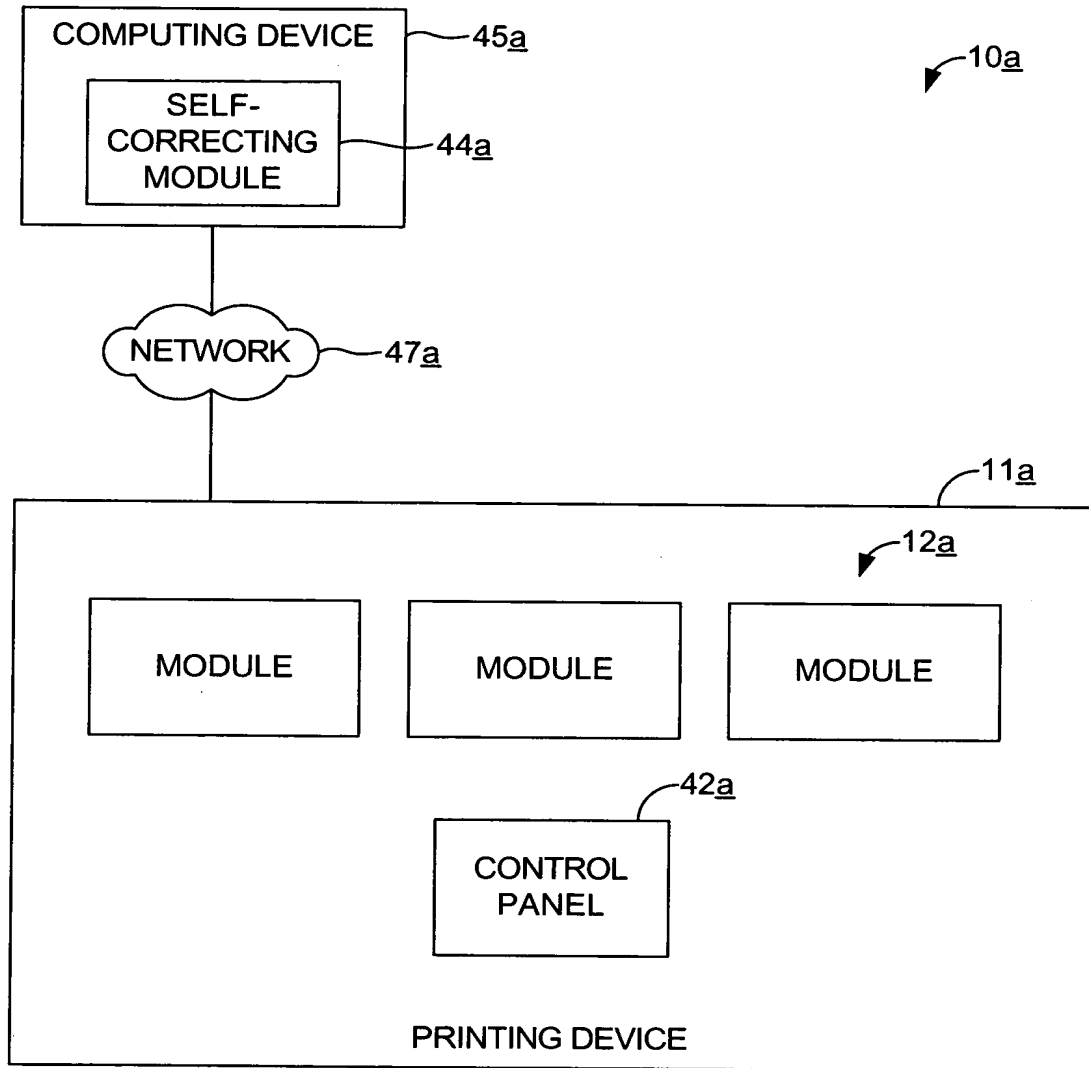 COMPUTING DEVICE
45a
10a
SELF-
CORRECTING
MODULE
44a
NETWORK
47a
11a
12a
MODULE
MODULE
MODULE
42a
CONTROL
PANEL
PRINTING DEVICE